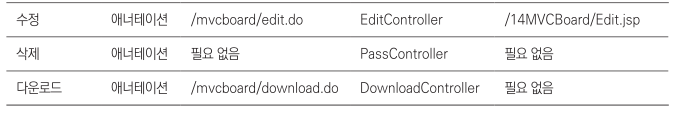 수정 애너테이션 /mvcboard/edit.do EditController /14MVCBoard/Edit.jsp
삭제 애너테이션 필요 없음 PassController 필요 없음
다운로드 애너테이션 /mvcboard/download.do DownloadController 필요 없음